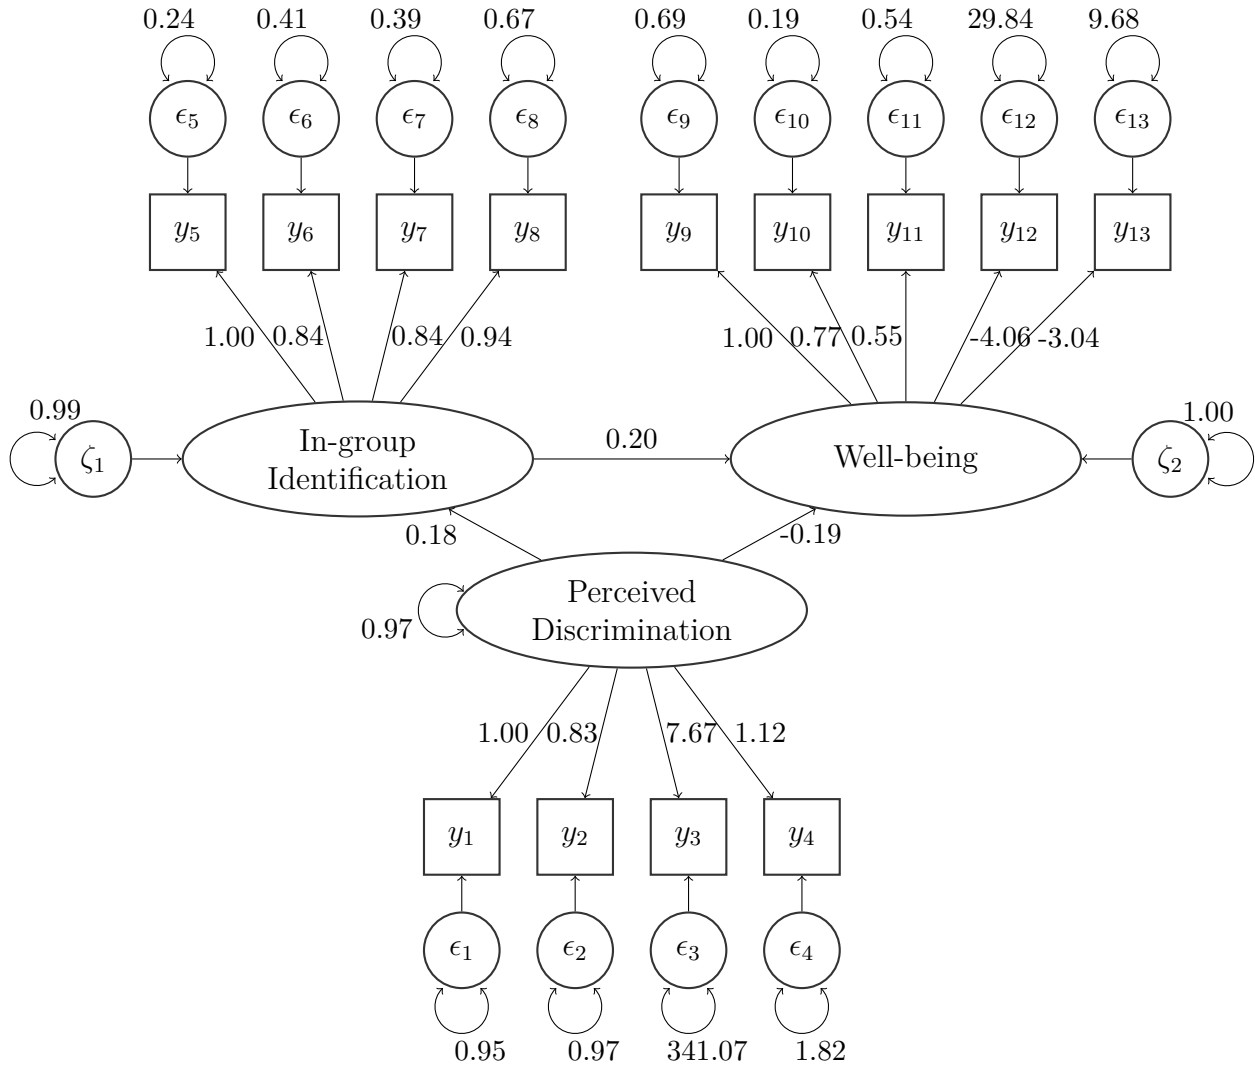 0.24 0.41 0.39 0.67 0.69 0.19 0.54 29.84 9.68
ϵ5 ϵ6 ϵ7 ϵ8 ϵ9 ϵ10 ϵ11 ϵ12 ϵ13
y5 y6 y7 y8 y9 y10 y11 y12 y13
1.00 0.84 0.84 0.94 1.00 0.77 0.55 -4.06 -3.04
0.99 1.00
ζ1 In-group Identification 0.20 Well-being ζ2
0.18 -0.19
Perceived
Discrimination
0.97
1.00 0.83 7.67 1.12
y1 y2 y3 y4
ϵ1 ϵ2 ϵ3 ϵ4
0.95 0.97 341.07 1.82